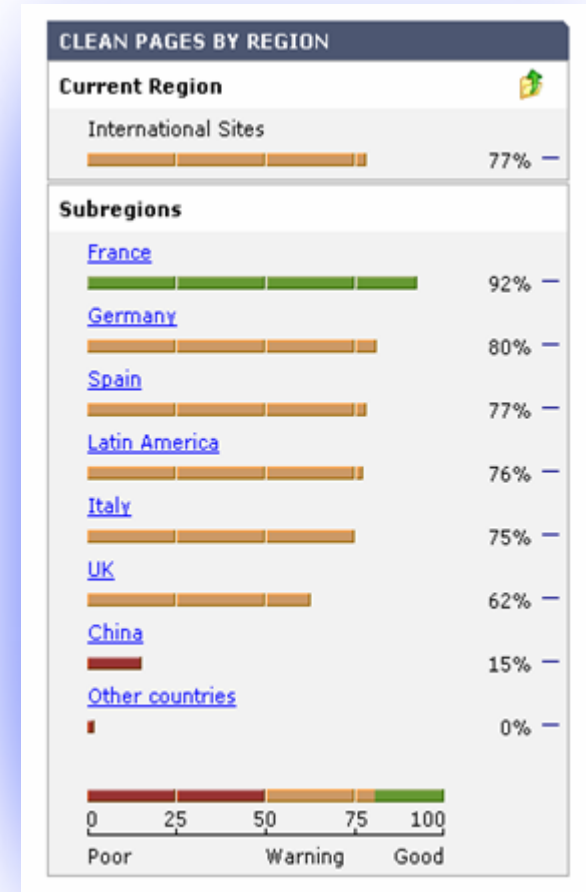 CLEAN PAGES BY REGION
Current Region
International Sites
77%
Subregions
France
92%
Germany
80%
Spain
77%
Latin America
76%
Italy
75%
UK
62%
China
15%
Other countries
0%
0 25 50 75 100
Poor Warning Good